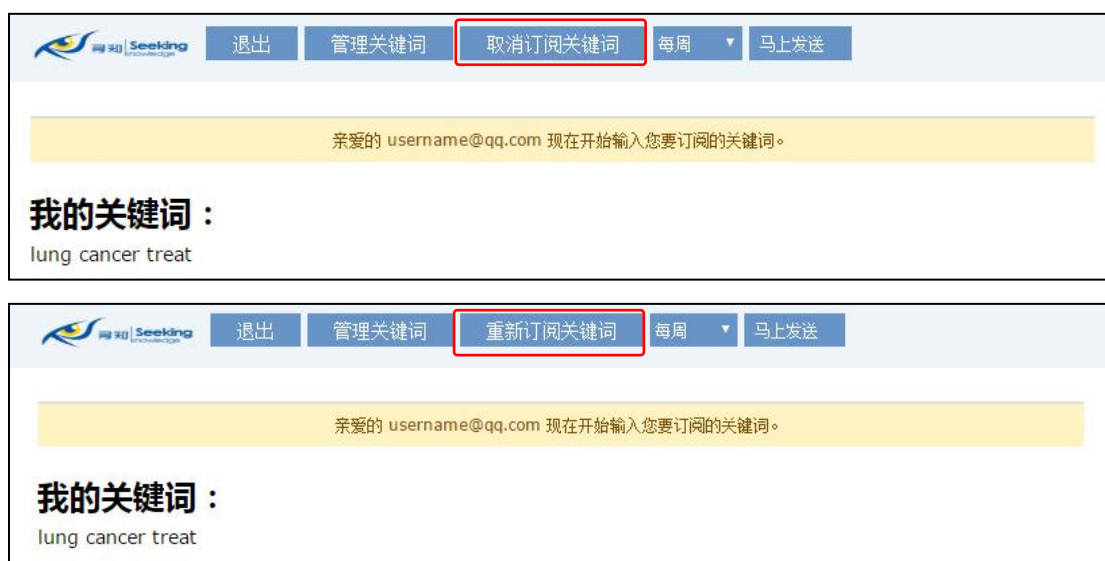 寻知 Seeking knowledge 退出 管理关键词 取消订阅关键词 每周 马上发送
亲爱的 username@qq.com 现在开始输入您要订阅的关键词。
我的关键词：
lung cancer treat
寻知 Seeking knowledge 退出 管理关键词 重新订阅关键词 每周 马上发送
亲爱的 username@qq.com 现在开始输入您要订阅的关键词。
我的关键词：
lung cancer treat